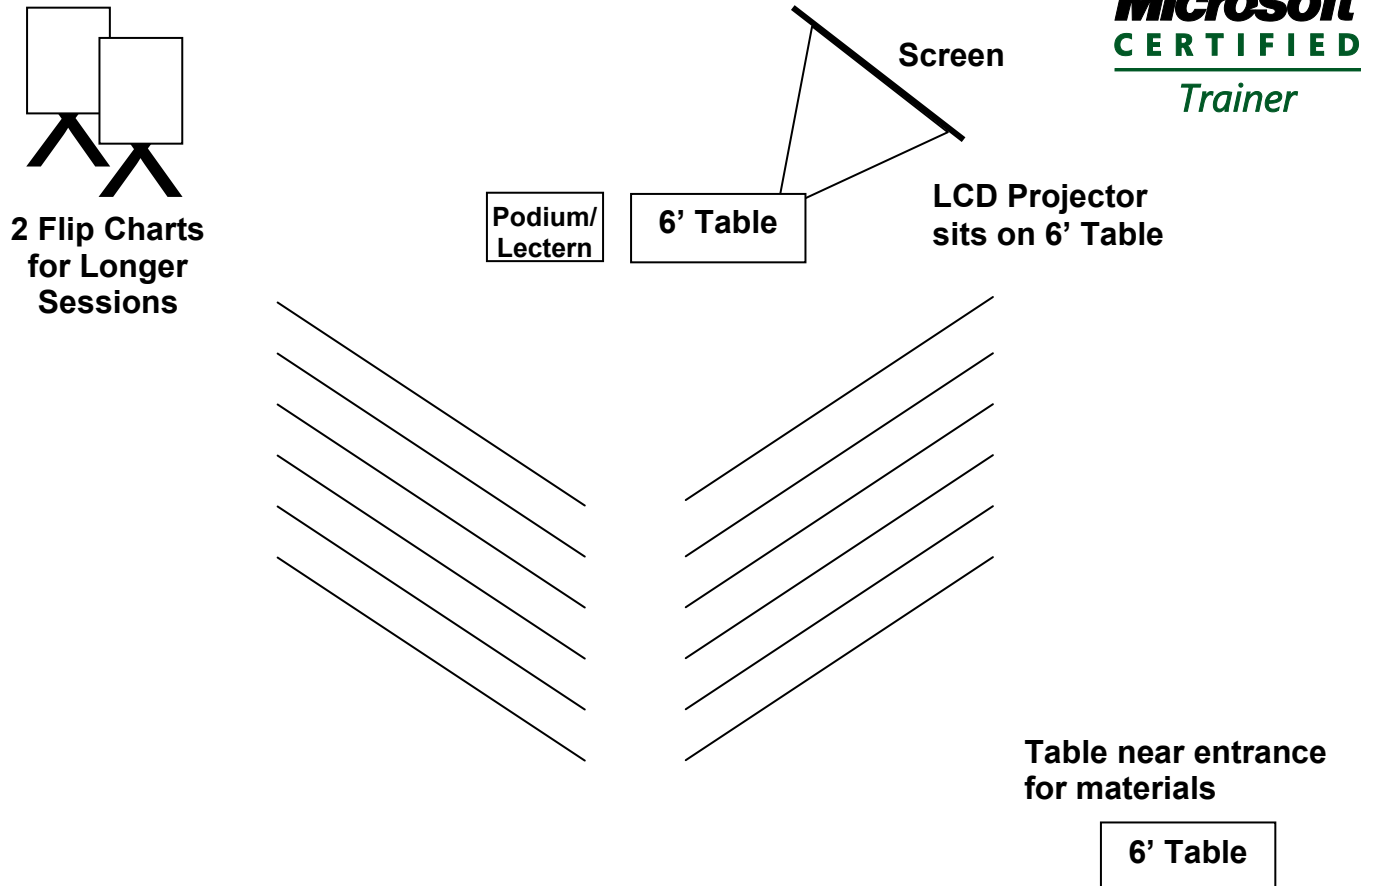 Microsoft
CERTIFIED
Trainer
Screen
LCD Projector
sits on 6’ Table
Podium/
Lectern
6’ Table
2 Flip Charts
for Longer
Sessions
Table near entrance
for materials
6’ Table